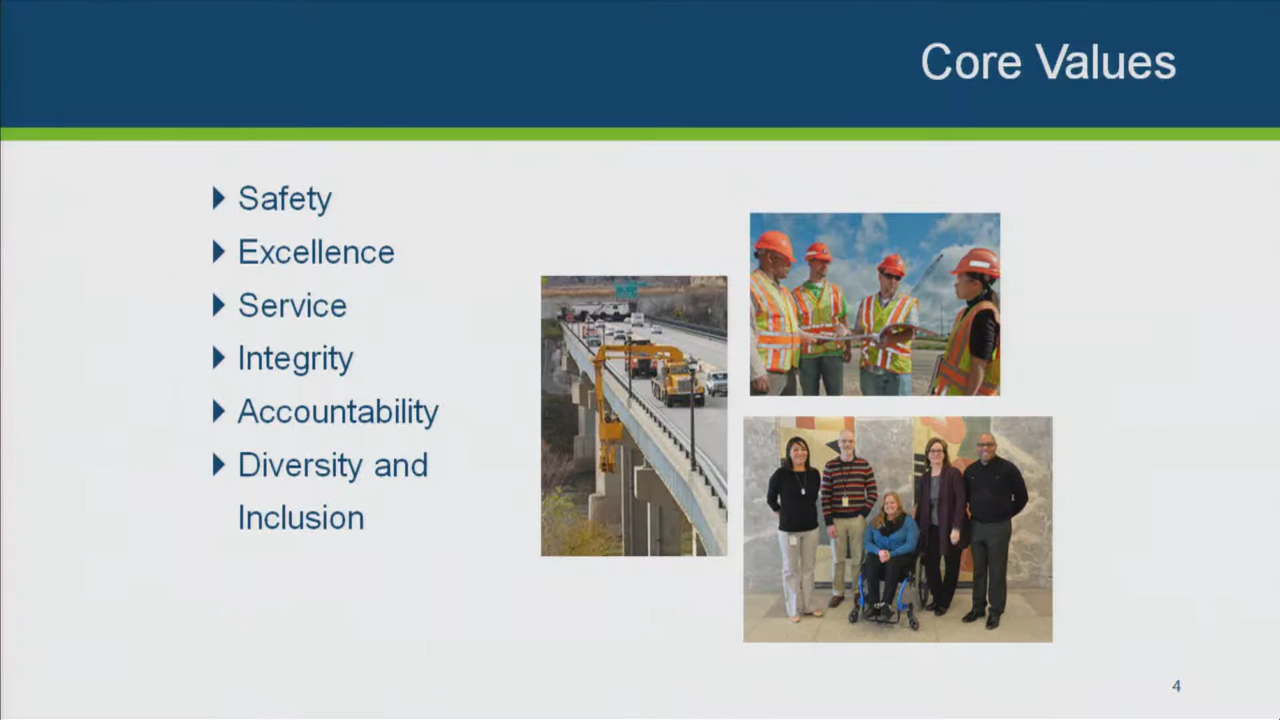 Core Values
Safety
Excellence
Service
Integrity
Accountability
Diversity and
Inclusion
4